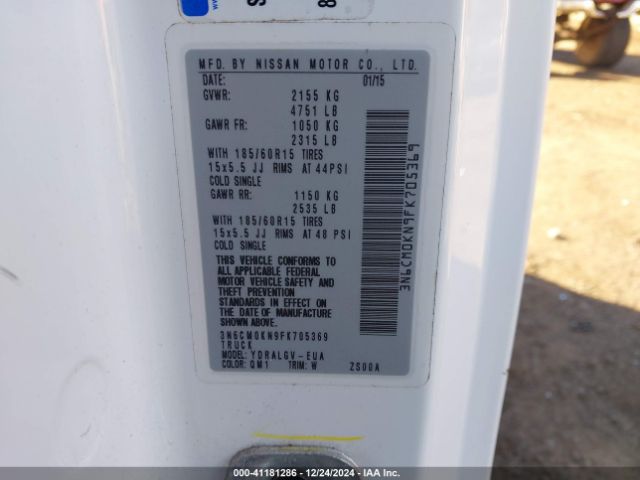 www.
S
8
MFD. BY NISSAN MOTOR CO., LTD.
DATE: 01/15
GVWR: 2155 KG
4751 LB
GAWR FR: 1050 KG
2315 LB
WITH 185/60R15 TIRES
15x5.5 JJ RIMS AT 44PSI
COLD SINGLE
GAWR RR: 1150 KG
2535 LB
WITH 185/60R15 TIRES
15x5.5 JJ RIMS AT 48 PSI
COLD SINGLE
THIS VEHICLE CONFORMS TO
ALL APPLICABLE FEDERAL
MOTOR VEHICLE SAFETY AND
THEFT PREVENTION
STANDARDS IN EFFECT ON
THE DATE OF MANUFACTURE
SHOWN ABOVE.
3N6CM0KN9FK705369
TRUCK
MODEL: YDRALGV-EUA
COLOR: QM1 TRIM: W ZS00A
3N6CM0KN9FK705369
000-41181286 - 12/24/2024 - IAA